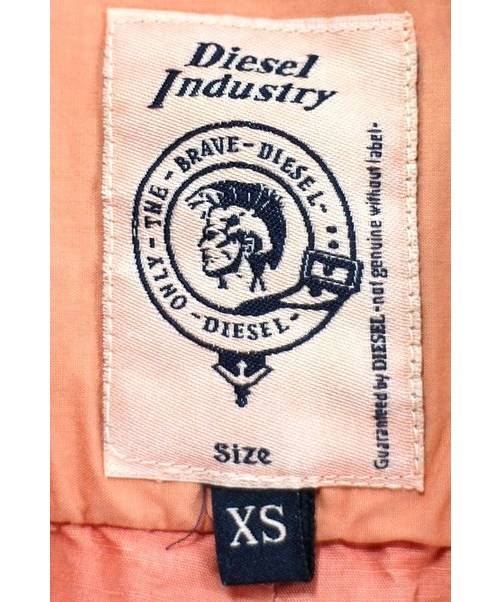 Diesel
Industry
ONLY - THE - BRAVE - DIESEL -
- DIESEL -
Guaranteed by DIESEL - not genuine without label •
Size
XS